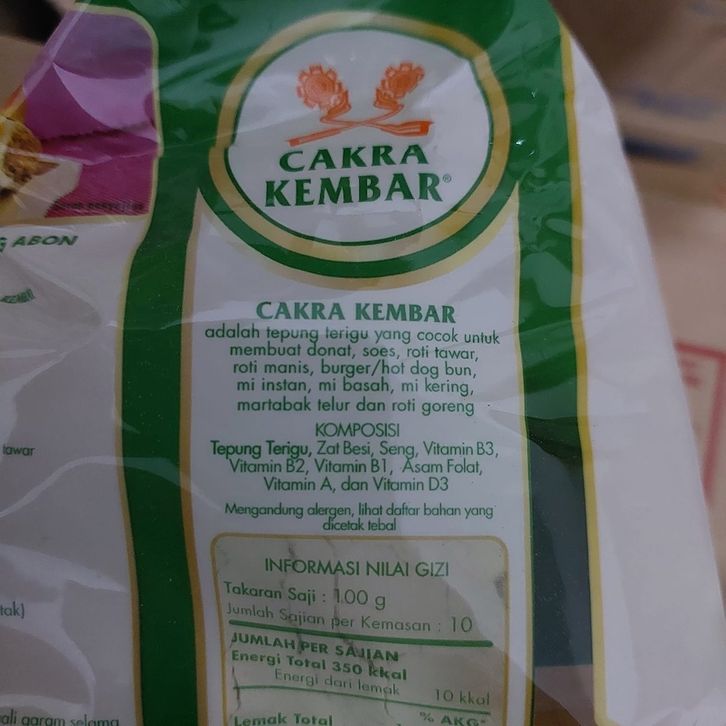 CAKRA
KEMBAR®
ABON
CAKRA KEMBAR
adalah tepung terigu yang cocok untuk
membuat donat, soes, roti tawar,
roti manis, burger/hot dog bun,
mi instan, mi basah, mi kering,
martabak telur dan roti goreng
KOMPOSISI
Tepung Terigu, Zat Besi, Seng, Vitamin B3,
Vitamin B2, Vitamin B1, Asam Folat,
Vitamin A, dan Vitamin D3
Mengandung alergen, lihat daftar bahan yang
dicetak tebal
tawar
INFORMASI NILAI GIZI
Takaran Saji : 100 g
Jumlah Sajian per Kemasan : 10
JUMLAH PER SAJIAN
Energi Total 350 kkal
Energi dari lemak 10 kkal
% AKG*
Lemak Total
tak)
ali garam selama